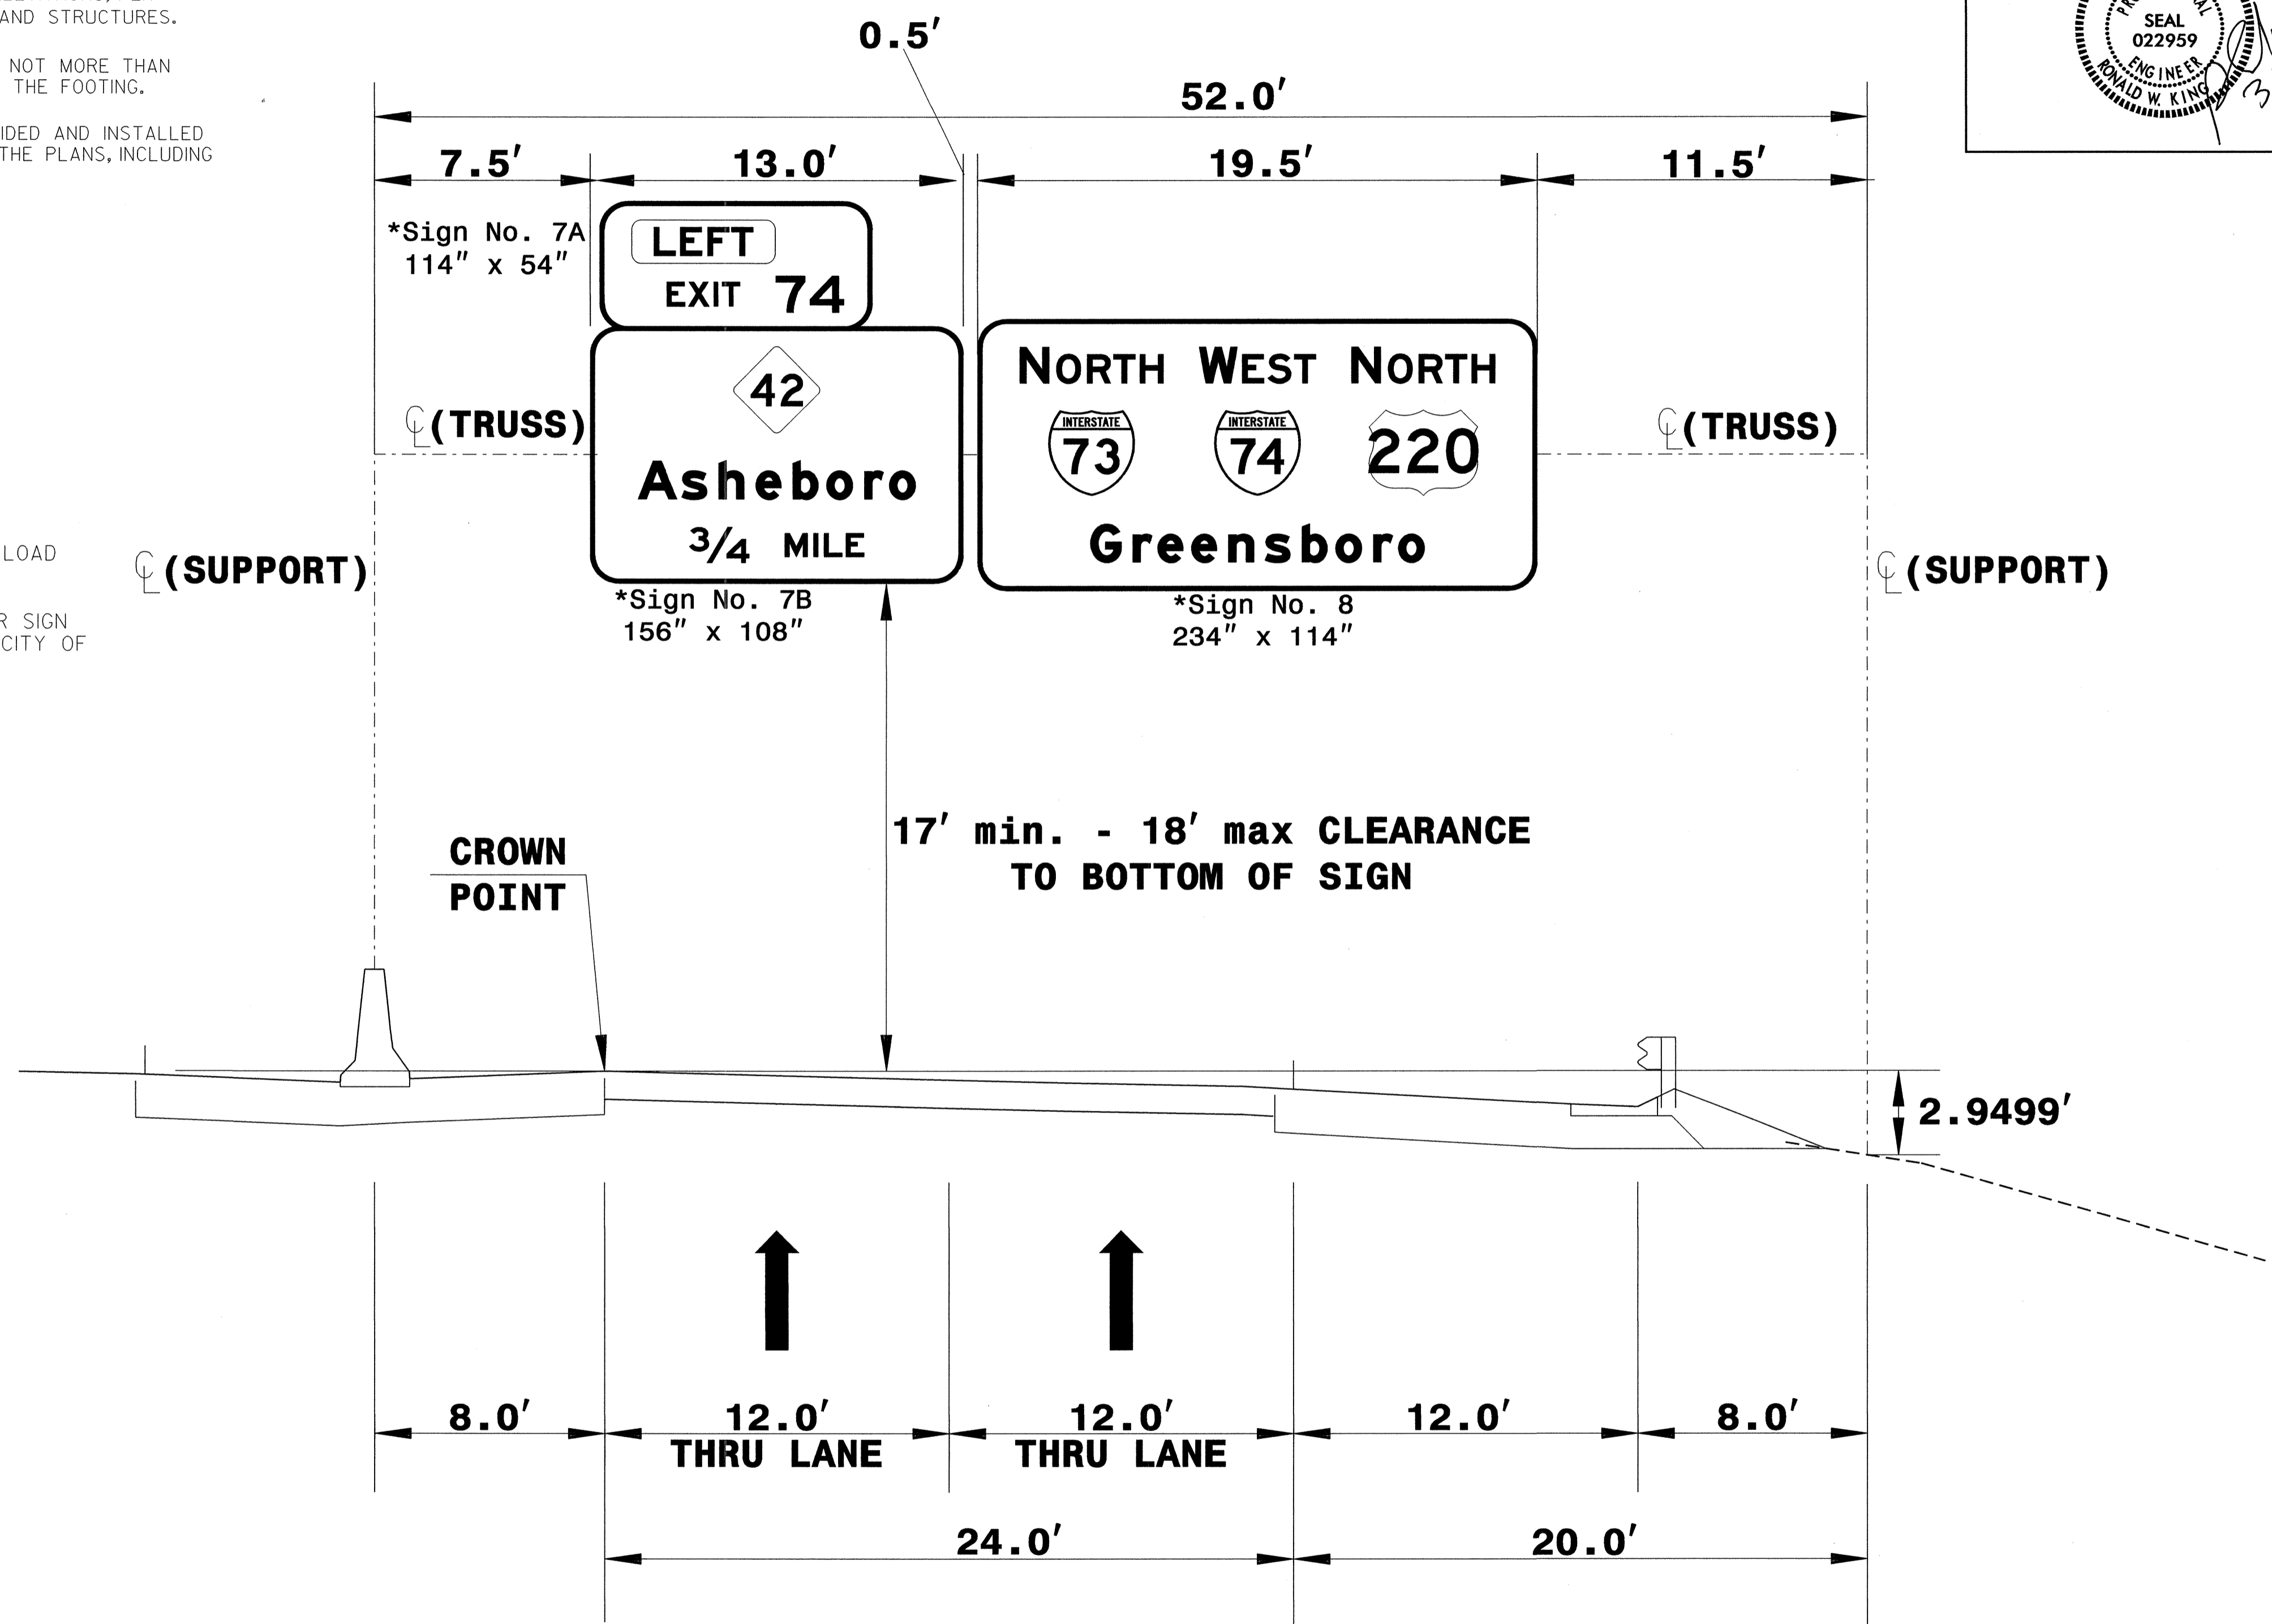 AND STRUCTURES.
NOT MORE THAN
THE FOOTING.
IDED AND INSTALLED
THE PLANS, INCLUDING
LOAD
SIGN
CITY OF
SEAL
022959
ENGINEER
RONALD W. KING
0.5'
52.0'
7.5' 13.0' 19.5' 11.5'
*Sign No. 7A
114" x 54"
LEFT
EXIT 74
42
Asheboro
3/4 MILE
*Sign No. 7B
156" x 108"
NORTH WEST NORTH
INTERSTATE 73 INTERSTATE 74 220
Greensboro
*Sign No. 8
234" x 114"
CL (TRUSS)
CL (TRUSS)
CL (SUPPORT)
CL (SUPPORT)
17' min. - 18' max CLEARANCE
TO BOTTOM OF SIGN
CROWN
POINT
2.9499'
8.0' 12.0' 12.0' 12.0' 8.0'
THRU LANE THRU LANE
24.0' 20.0'